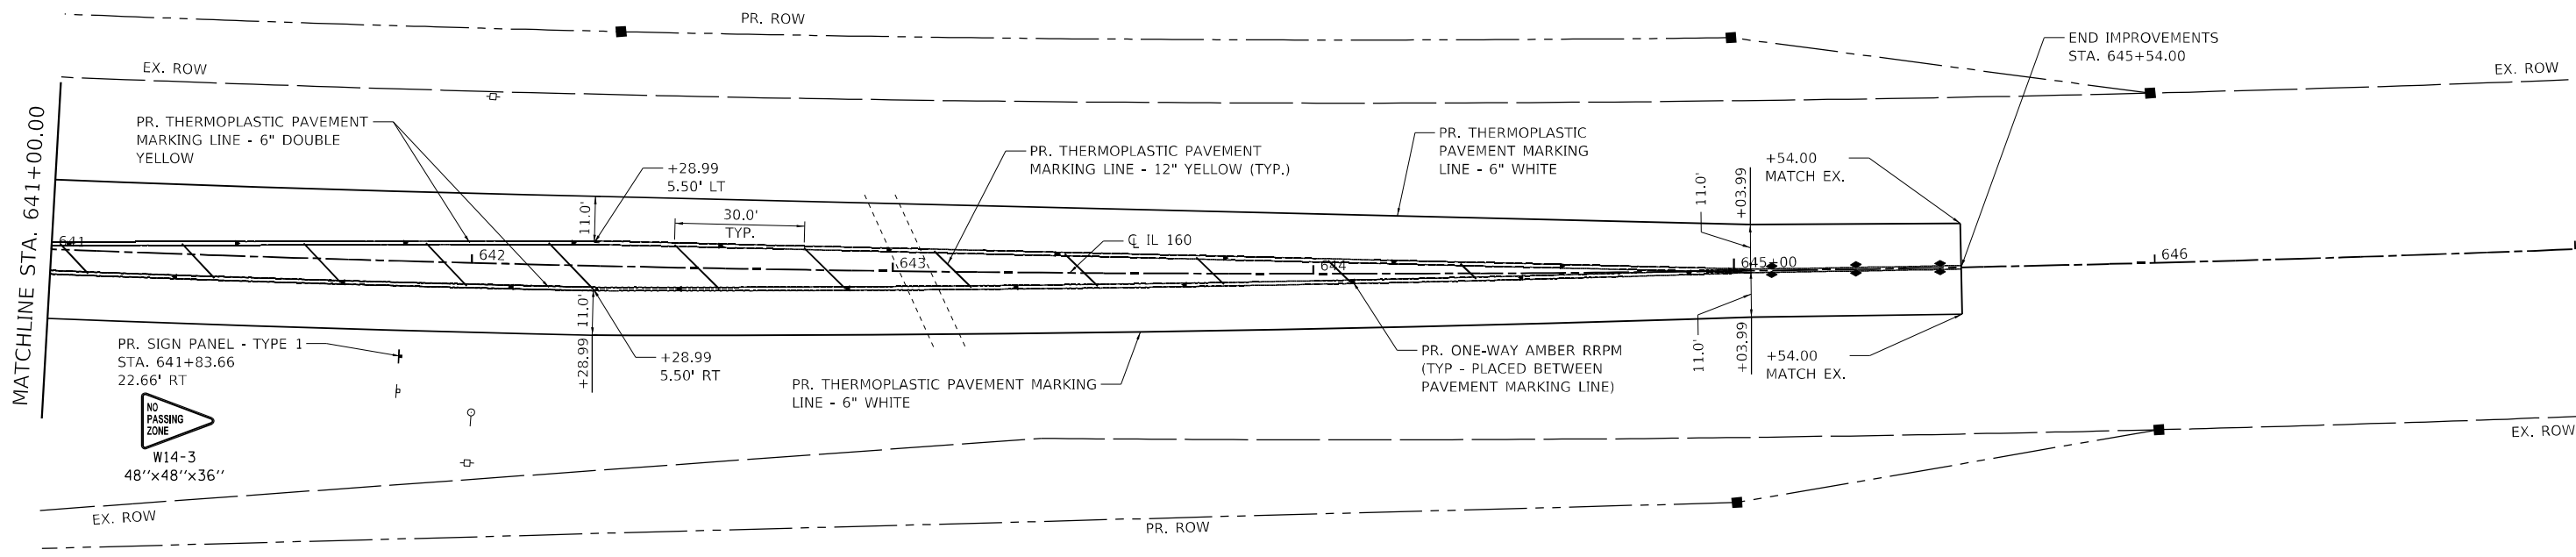 PR. ROW
EX. ROW
EX. ROW
END IMPROVEMENTS
STA. 645+54.00
MATCHLINE STA. 641+00.00
PR. THERMOPLASTIC PAVEMENT
MARKING LINE - 6" DOUBLE
YELLOW
+28.99
5.50' LT
11.0'
30.0'
TYP.
PR. THERMOPLASTIC PAVEMENT
MARKING LINE - 12" YELLOW (TYP.)
PR. THERMOPLASTIC
PAVEMENT MARKING
LINE - 6" WHITE
11.0'
+03.99
+54.00
MATCH EX.
℄ IL 160
641
642
643
644
645+00
646
PR. SIGN PANEL - TYPE 1
STA. 641+83.66
22.66' RT
NO
PASSING
ZONE
W14-3
48''×48''×36''
11.0'
+28.99
+28.99
5.50' RT
PR. THERMOPLASTIC PAVEMENT MARKING
LINE - 6" WHITE
PR. ONE-WAY AMBER RRPM
(TYP - PLACED BETWEEN
PAVEMENT MARKING LINE)
11.0'
+03.99
+54.00
MATCH EX.
EX. ROW
EX. ROW
PR. ROW